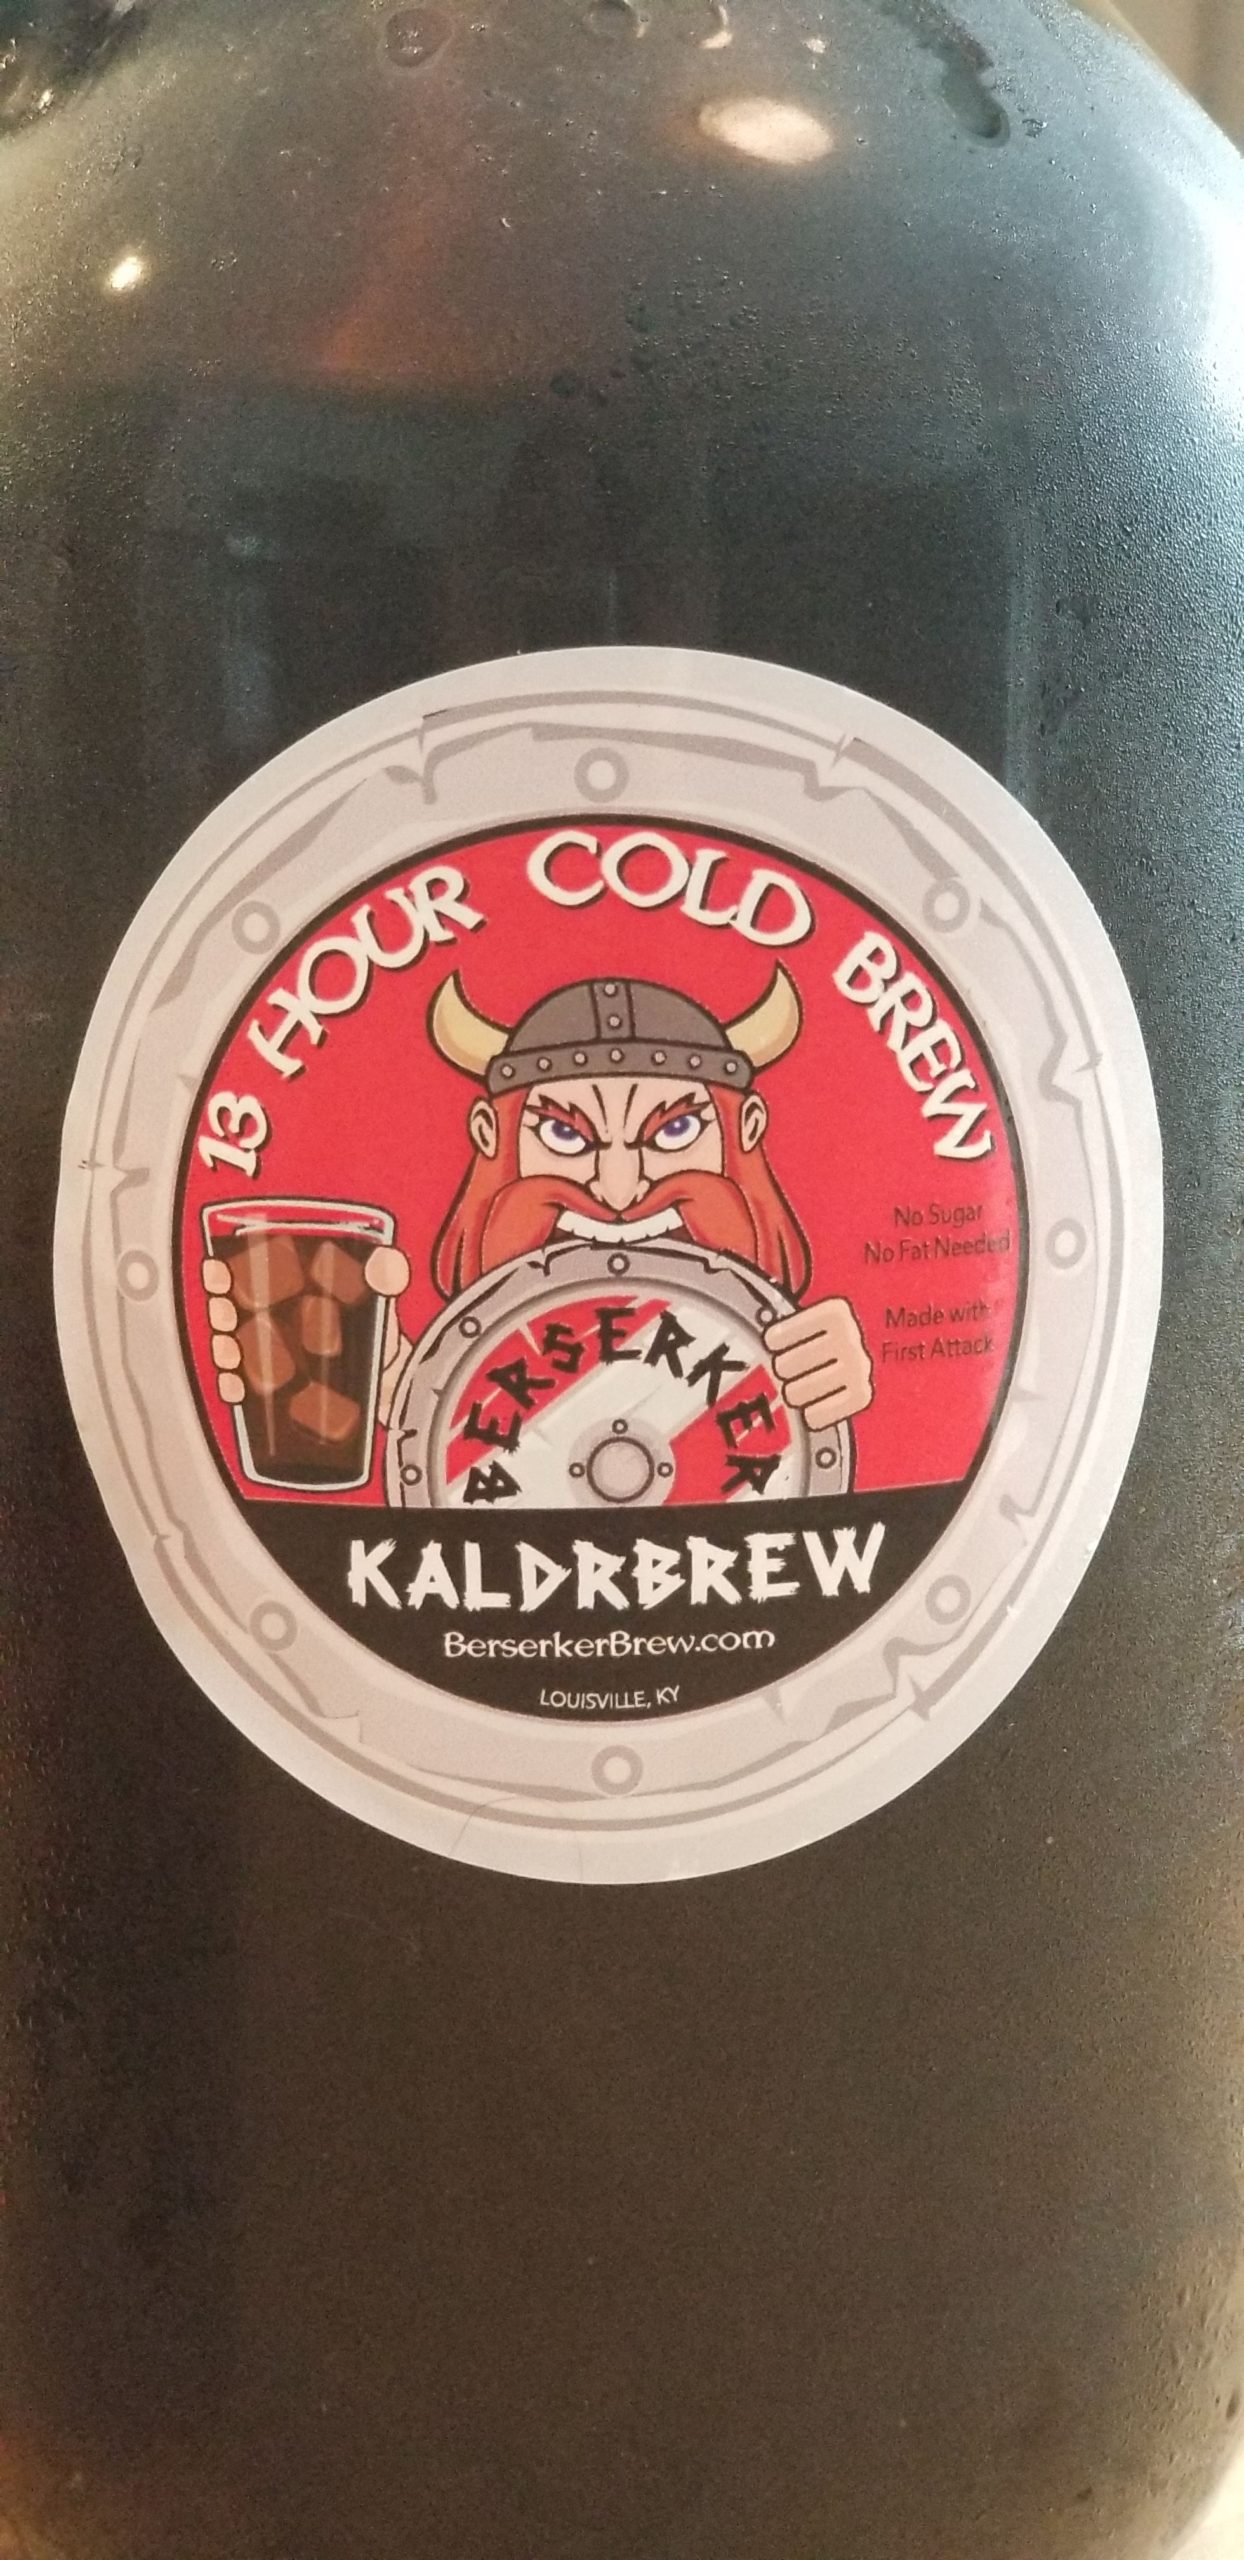 13 HOUR COLD BREW
No Sugar
No Fat Needed
Made with
First Attack
BERSERKER
KALDRBREW
BerserkerBrew.com
LOUISVILLE, KY